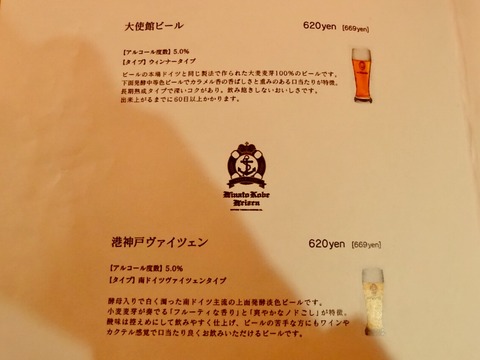 大使館ビール 620yen [669yen]
【アルコール度数】5.0%
【タイプ】ウィンナータイプ
ビールの本場ドイツと同じ製法で作られた大麦麦芽100%のビールです。
下面発酵中等色ビールでカラメル香の香ばしさと重みのある口当たりが特徴。
長期熟成タイプで深いコクがあり。飲み飽きしないおいしさです。
出来上がるまでに60日以上かかります。
Minato Kobe
Weizen
港神戸ヴァイツェン 620yen [669yen]
【アルコール度数】5.0%
【タイプ】南ドイツヴァイツェンタイプ
酵母入りで白く濁った南ドイツ主流の上面発酵淡色ビールです。
小麦麦芽が奏でる「フルーティな香り」と「爽やかなノドごし」が特徴。
酸味は控えめにして飲みやすく仕上げ、ビールの苦手な方にもワインや
カクテル感覚で口当たり良くお飲みいただけるビールです。